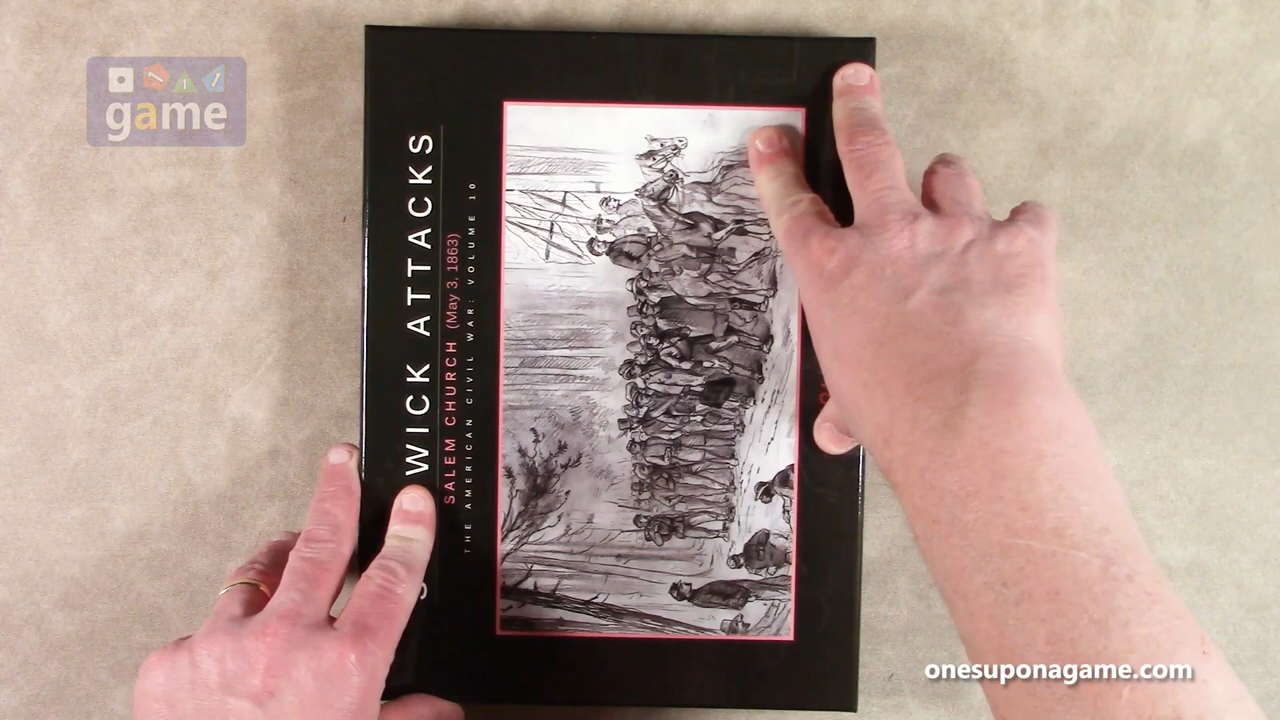 game
WICK ATTACKS
SALEM CHURCH (May 3, 1863)
THE AMERICAN CIVIL WAR: VOLUME 10
onesuponagame.com